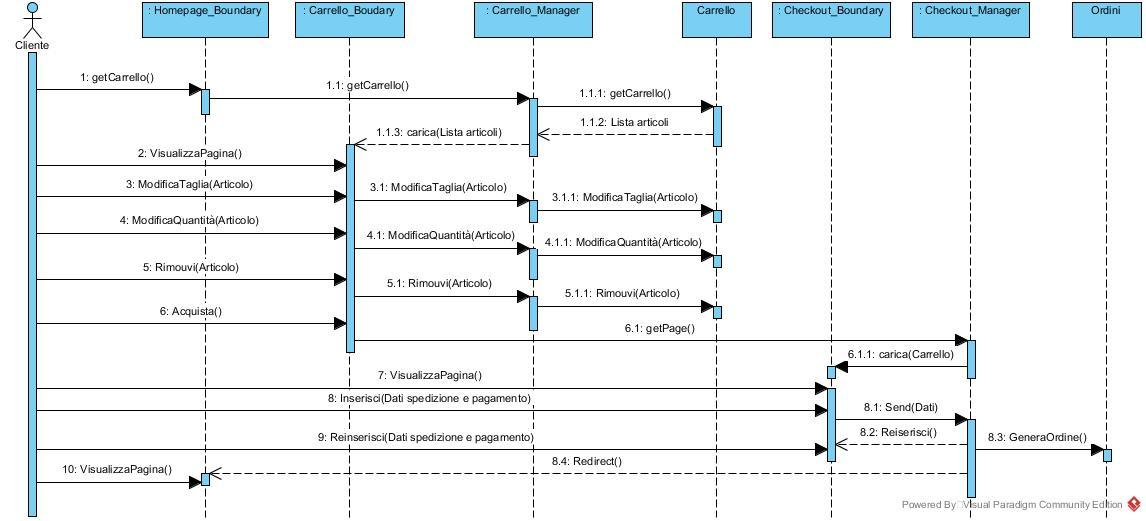 : Homepage_Boundary
: Carrello_Boudary
: Carrello_Manager
Carrello
: Checkout_Boundary
: Checkout_Manager
Ordini
Cliente
1: getCarrello()
1.1: getCarrello()
1.1.1: getCarrello()
1.1.2: Lista articoli
1.1.3: carica(Lista articoli)
2: VisualizzaPagina()
3: ModificaTaglia(Articolo)
3.1: ModificaTaglia(Articolo)
3.1.1: ModificaTaglia(Articolo)
4: ModificaQuantità(Articolo)
4.1: ModificaQuantità(Articolo)
4.1.1: ModificaQuantità(Articolo)
5: Rimouvi(Articolo)
5.1: Rimouvi(Articolo)
5.1.1: Rimouvi(Articolo)
6: Acquista()
6.1: getPage()
6.1.1: carica(Carrello)
7: VisualizzaPagina()
8: Inserisci(Dati spedizione e pagamento)
8.1: Send(Dati)
8.2: Reiserisci()
9: Reinserisci(Dati spedizione e pagamento)
8.3: GeneraOrdine()
8.4: Redirect()
10: VisualizzaPagina()
Powered By Visual Paradigm Community Edition